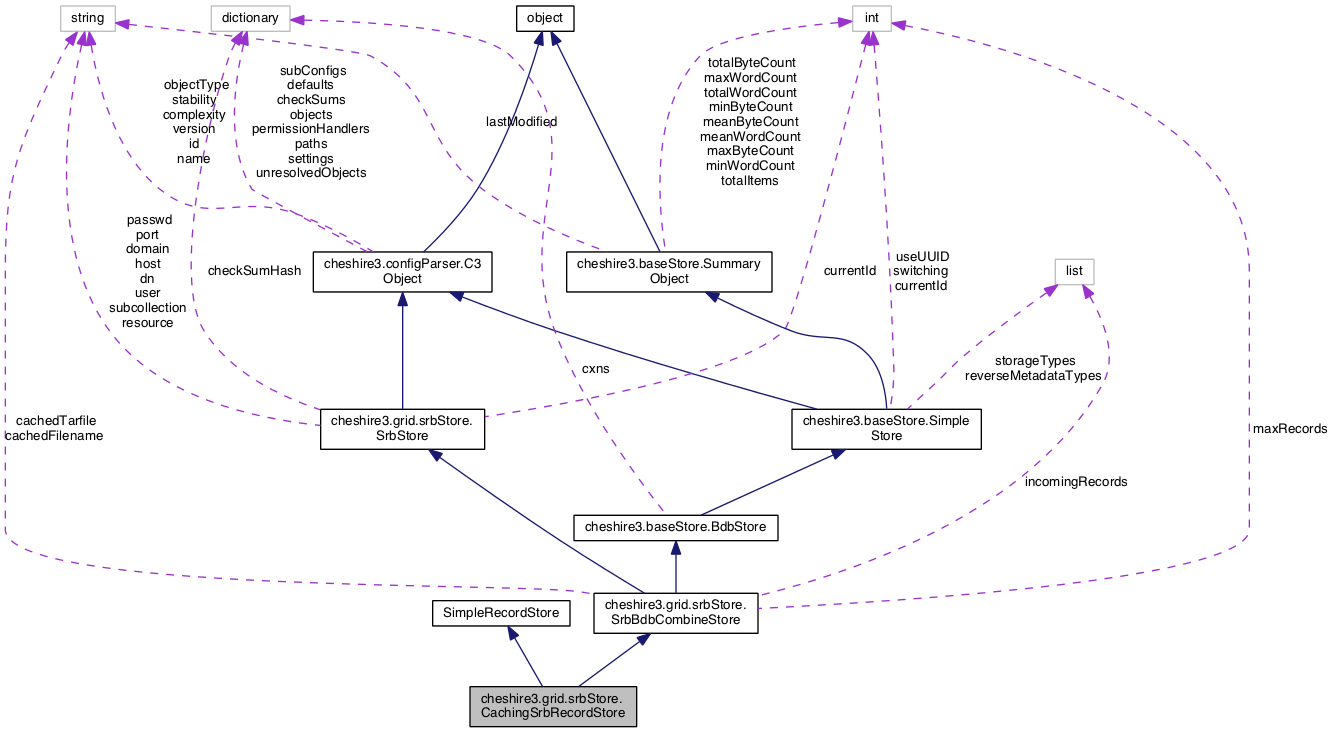 string
dictionary
object
int
objectType
stability
complexity
version
id
name
subConfigs
defaults
checkSums
objects
permissionHandlers
paths
settings
unresolvedObjects
lastModified
totalByteCount
maxWordCount
totalWordCount
minByteCount
meanByteCount
meanWordCount
maxByteCount
minWordCount
totalItems
passwd
port
domain
host
dn
user
subcollection
resource
checkSumHash
cheshire3.configParser.C3
Object
cheshire3.baseStore.Summary
Object
currentId
useUUID
switching
currentId
list
cxns
storageTypes
reverseMetadataTypes
cachedTarfile
cachedFilename
cheshire3.grid.srbStore.
SrbStore
cheshire3.baseStore.Simple
Store
maxRecords
incomingRecords
cheshire3.baseStore.BdbStore
SimpleRecordStore
cheshire3.grid.srbStore.
SrbBdbCombineStore
cheshire3.grid.srbStore.
CachingSrbRecordStore